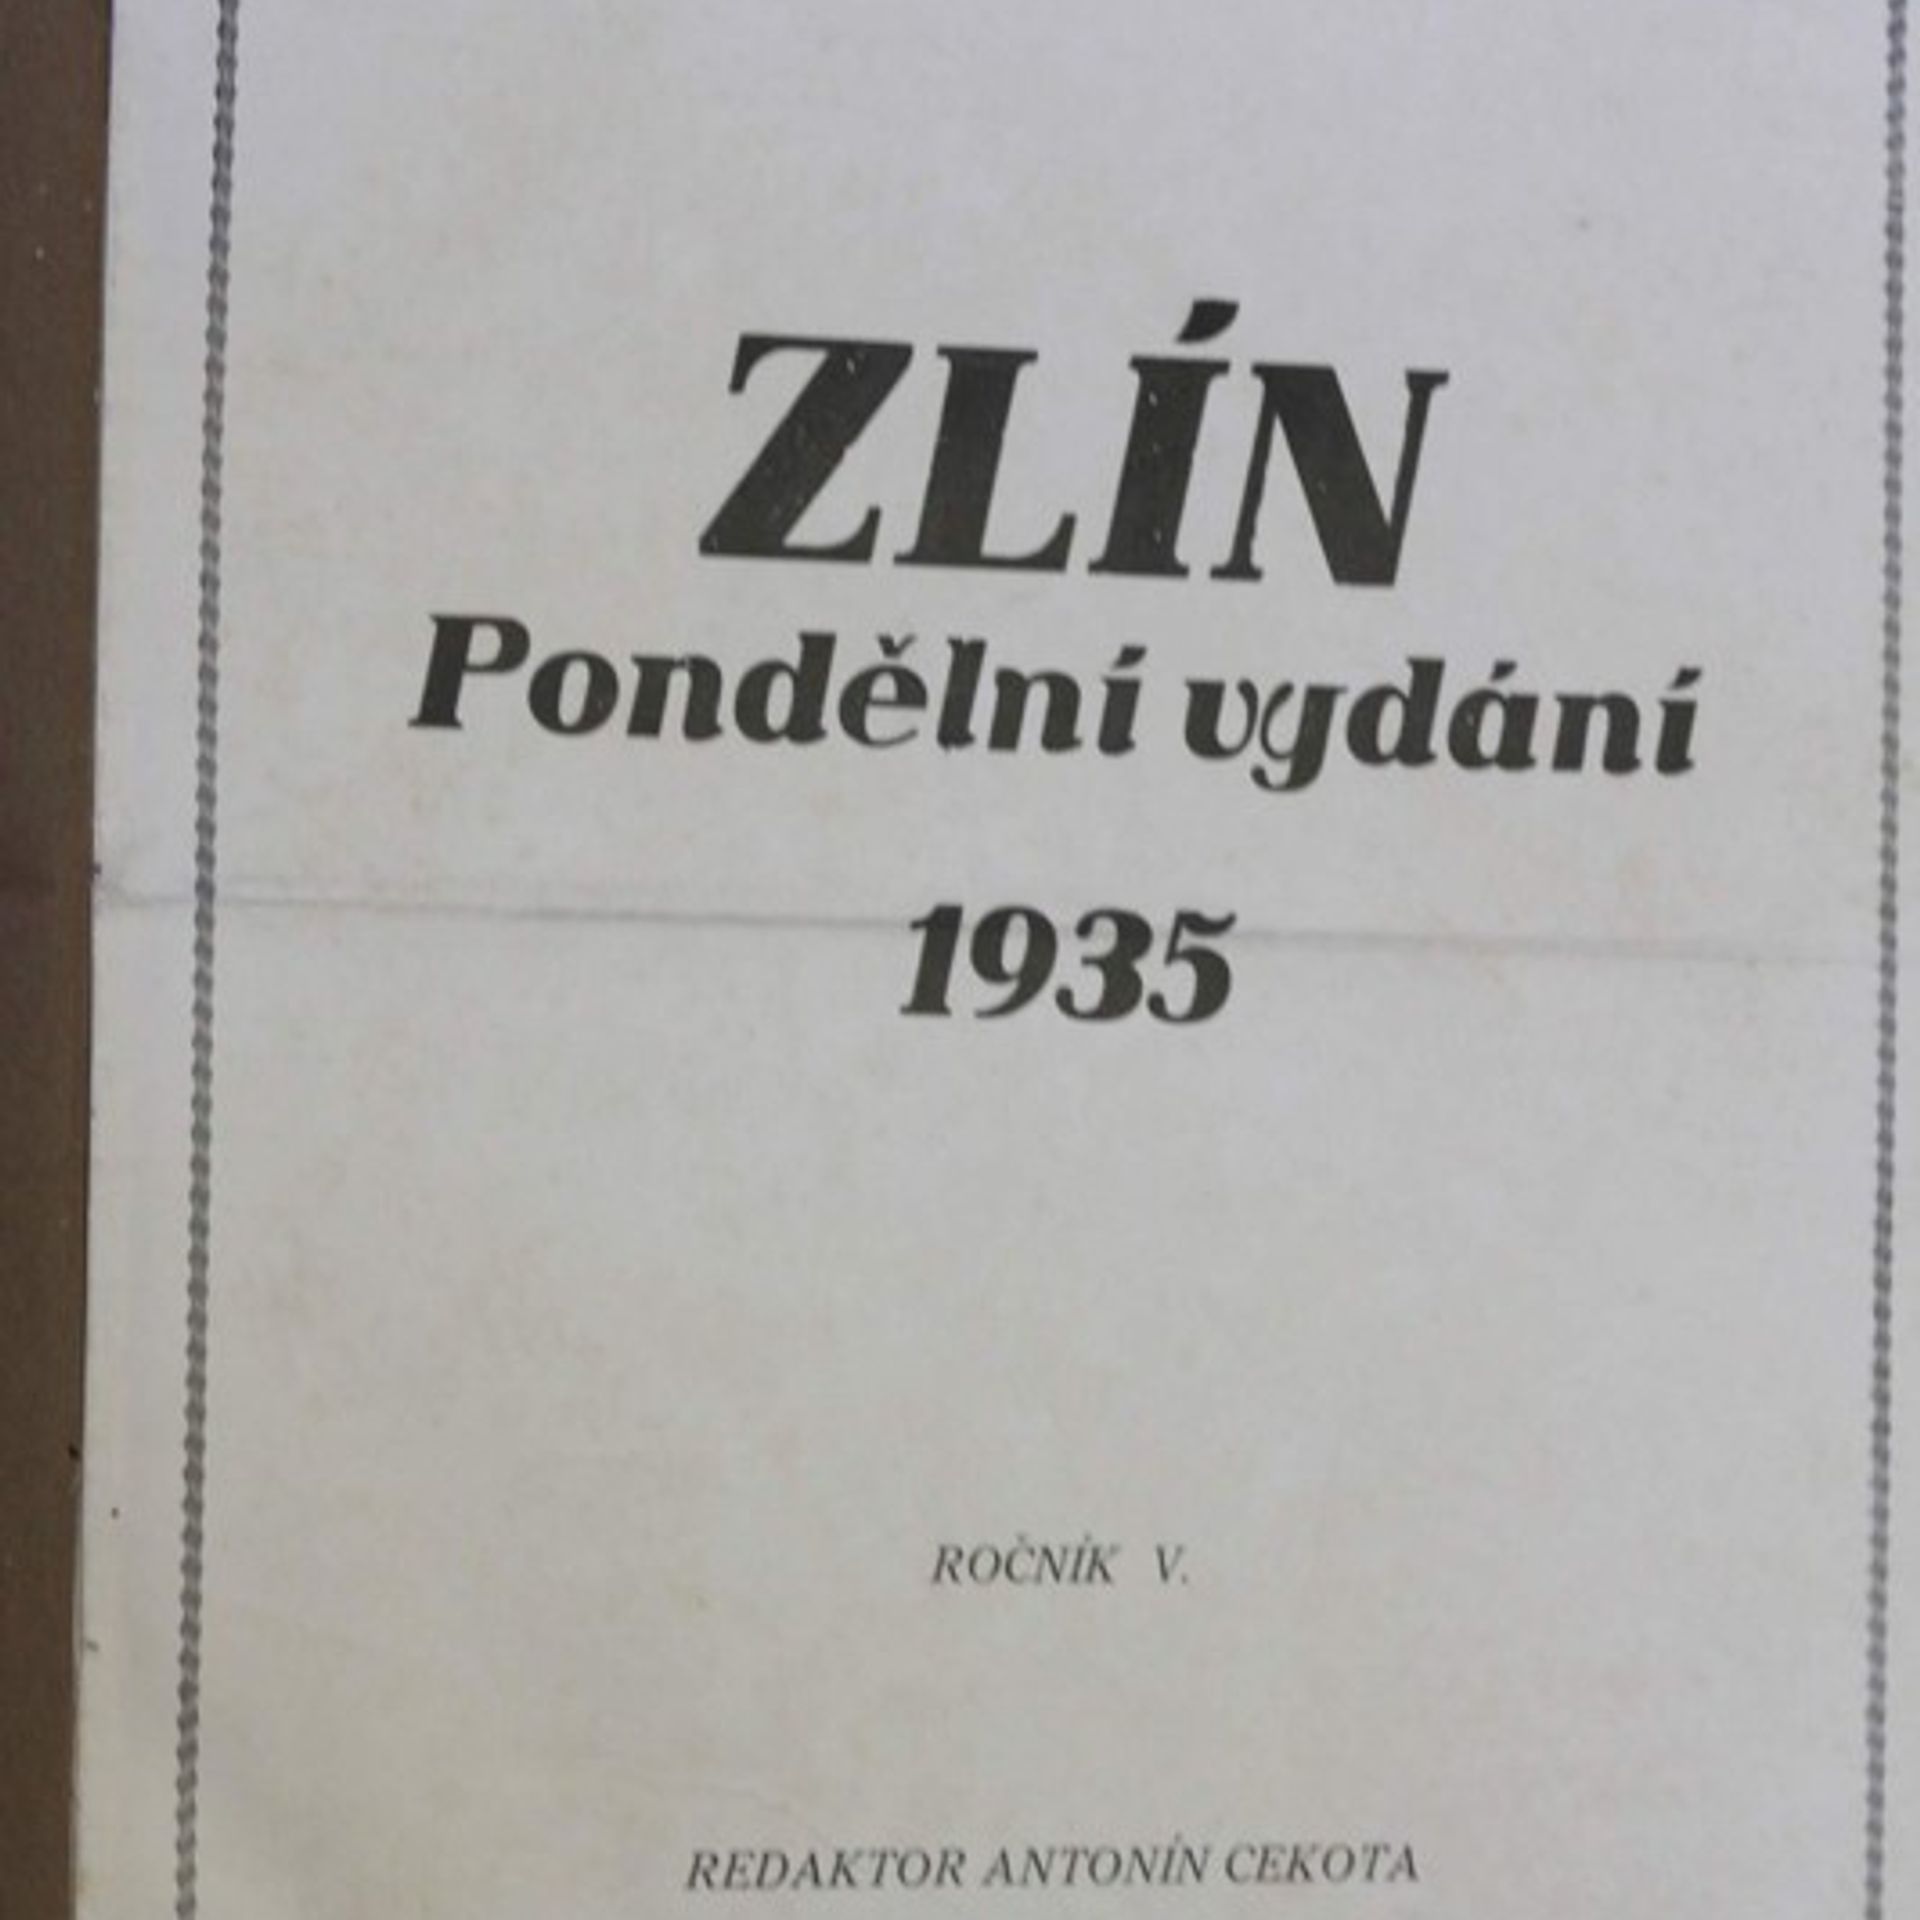 ZLÍN
Pondělní vydání
1935
ROČNÍK V.
REDAKTOR ANTONÍN CEKOTA